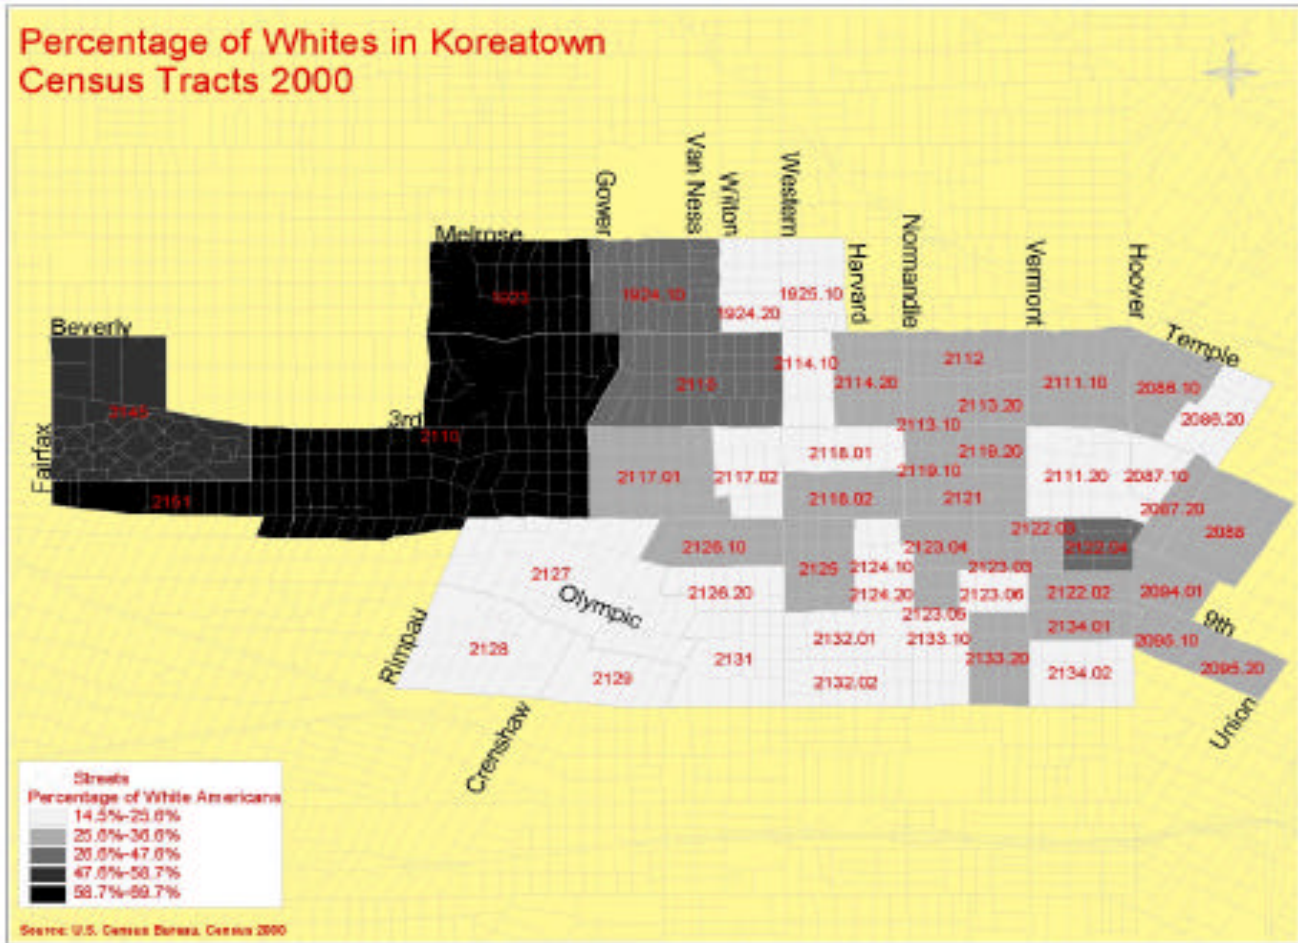 Percentage of Whites in Koreatown
Census Tracts 2000
Gower
Van Ness
Wilton
Western
Harvard
Normandie
Vermont
Hoover
Melrose
Temple
Beverly
3rd
Fairfax
1923
1924.10
1924.20
1925.10
2114.10
2114.20
2112
2111.10
2086.10
2086.20
2145
2110
2113.20
2113.10
2117.01
2117.02
2118.01
2119.20
2119.10
2111.20
2087.10
2087.20
2151
2118.02
2121
2122.03
2122.04
2088
2126.10
2125
2123.04
2124.10
2123.03
2127
Olympic
2126.20
2124.20
2123.06
2122.02
2094.01
2123.05
9th
Rimpau
2128
2129
2131
2132.01
2133.10
2134.01
2095.10
2133.20
2132.02
2134.02
2095.20
Crenshaw
Union
Streets
Percentage of White Americans
14.5%-25.6%
25.6%-36.6%
26.6%-47.6%
47.6%-58.7%
58.7%-69.7%
Source: U.S. Census Bureau, Census 2000